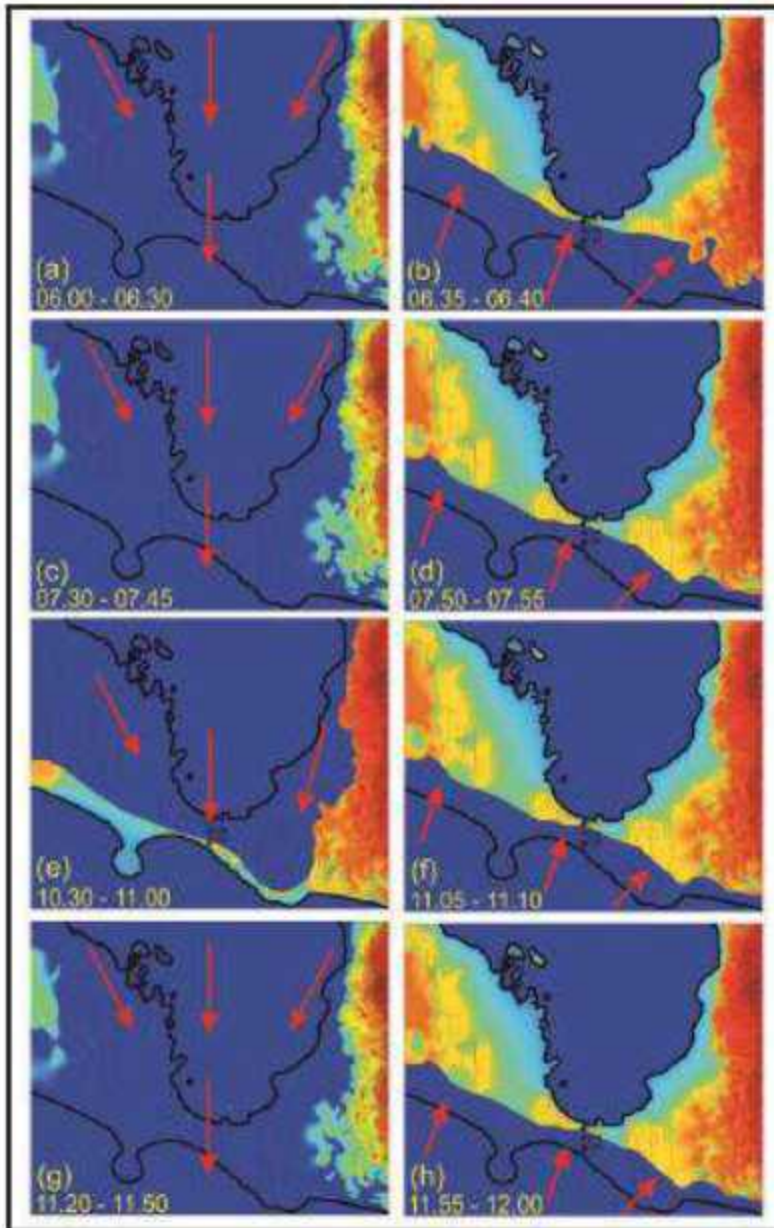 (a)
06.00 - 06.30
(b)
06.35 - 06.40
(c)
07.30 - 07.45
(d)
07.50 - 07.55
(e)
10.30 - 11.00
(f)
11.05 - 11.10
(g)
11.20 - 11.50
(h)
11.55 - 12.00